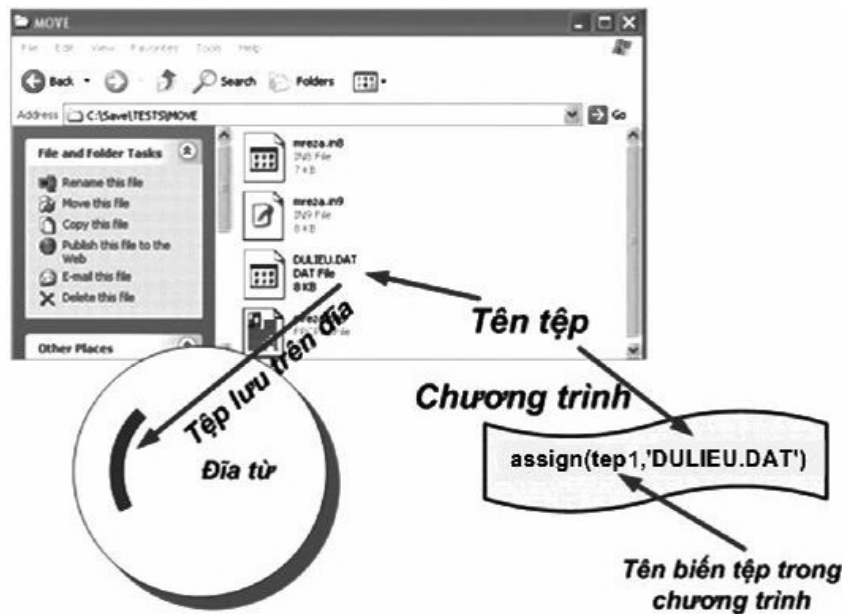 MOVE
File Edit View Favorites Tools Help
Back Search Folders
Address C:\Save\TESTS\MOVE Go
File and Folder Tasks
Rename this file
Move this file
Copy this file
Publish this file to the
Web
E-mail this file
Delete this file
Other Places
mreza.in8
IN8 File
7 KB
mreza.in9
IN9 File
8 KB
DULIEU.DAT
DAT File
8 KB
Tên tệp
Tệp lưu trên đĩa
Đĩa từ
Chương trình
assign(tep1,'DULIEU.DAT')
Tên biến tệp trong
chương trình